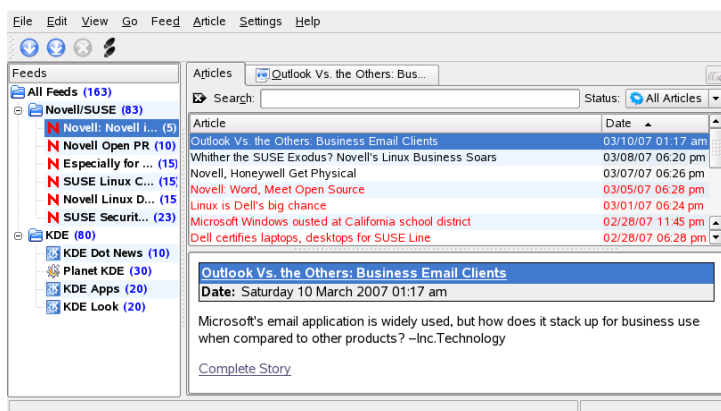 File Edit View Go Feed Article Settings Help
Feeds
All Feeds (163)
Novell/SUSE (83)
Novell: Novell i... (5)
Novell Open PR (10)
Especially for ... (15)
SUSE Linux C... (15)
Novell Linux D... (15
SUSE Securit... (23)
KDE (80)
KDE Dot News (10)
Planet KDE (30)
KDE Apps (20)
KDE Look (20)
Articles Outlook Vs. the Others: Bus...
Search: Status: All Articles
Article Date
Outlook Vs. the Others: Business Email Clients 03/10/07 01:17 am
Whither the SUSE Exodus? Novell's Linux Business Soars 03/08/07 06:20 pm
Novell, Honeywell Get Physical 03/07/07 06:26 pm
Novell: Word, Meet Open Source 03/05/07 06:28 pm
Linux is Dell's big chance 03/01/07 06:24 pm
Microsoft Windows ousted at California school district 02/28/07 11:45 pm
Dell certifies laptops, desktops for SUSE Line 02/28/07 06:28 pm
Outlook Vs. the Others: Business Email Clients
Date: Saturday 10 March 2007 01:17 am
Microsoft's email application is widely used, but how does it stack up for business use
when compared to other products? –Inc.Technology
Complete Story